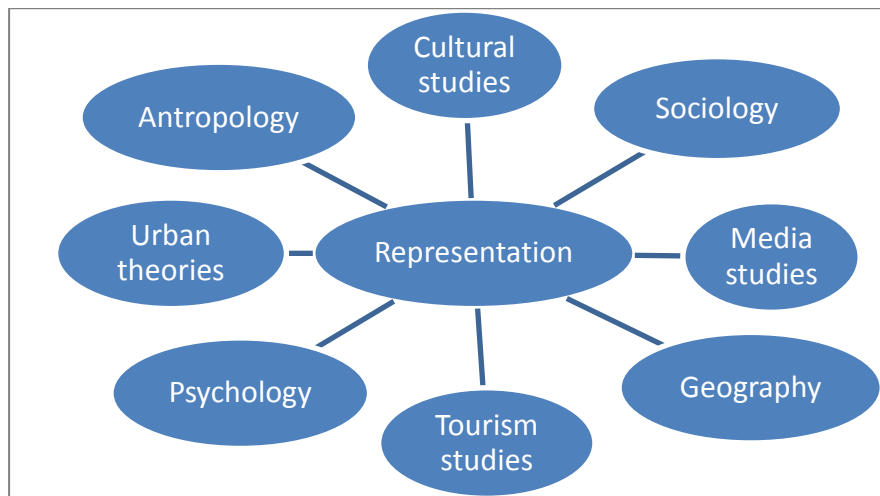 Cultural
studies
Antropology
Sociology
Urban
theories
Representation
Media
studies
Psychology
Geography
Tourism
studies